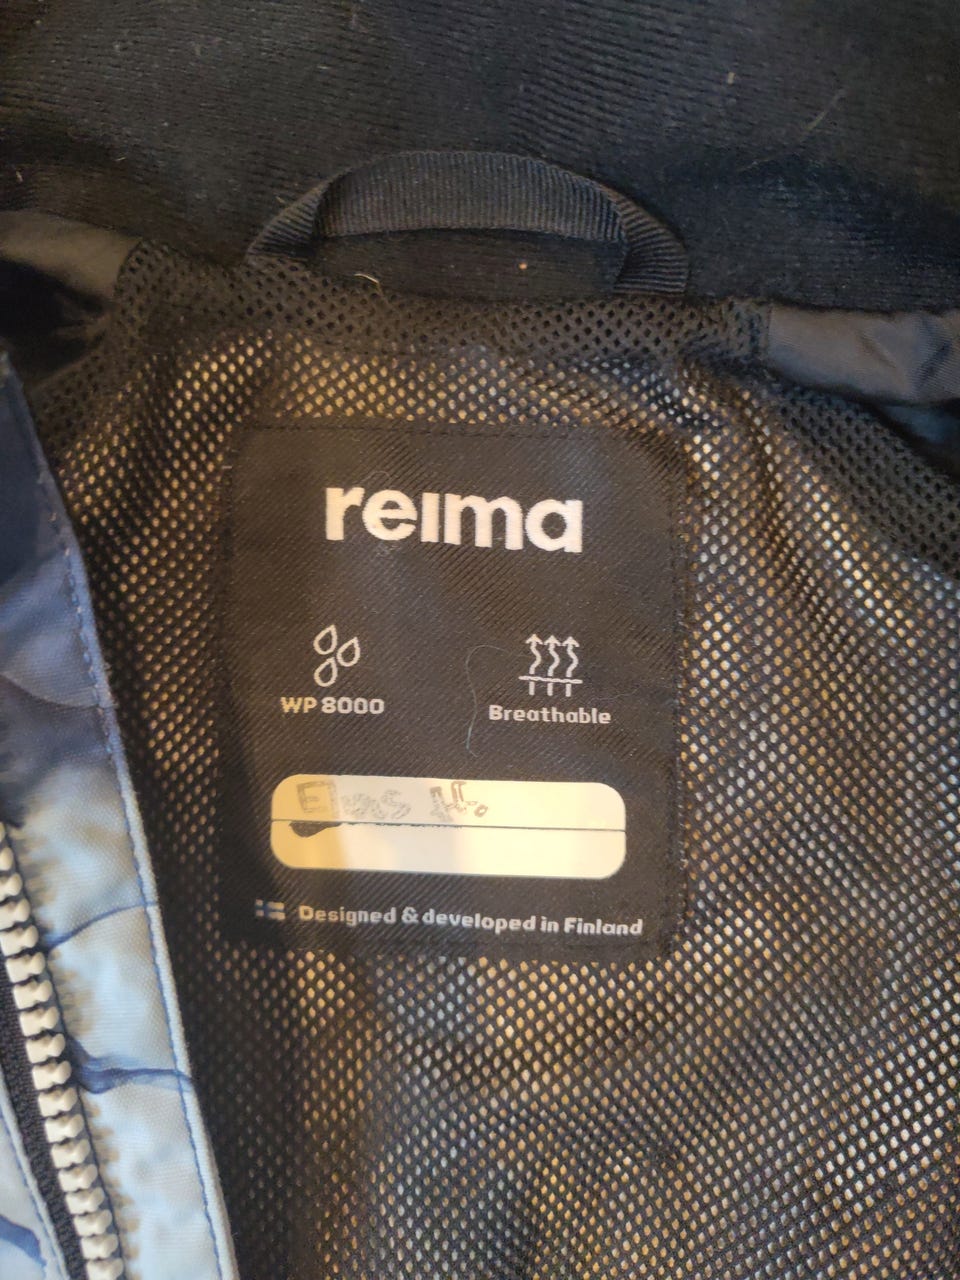 reima
WP 8000
Breathable
Designed & developed in Finland